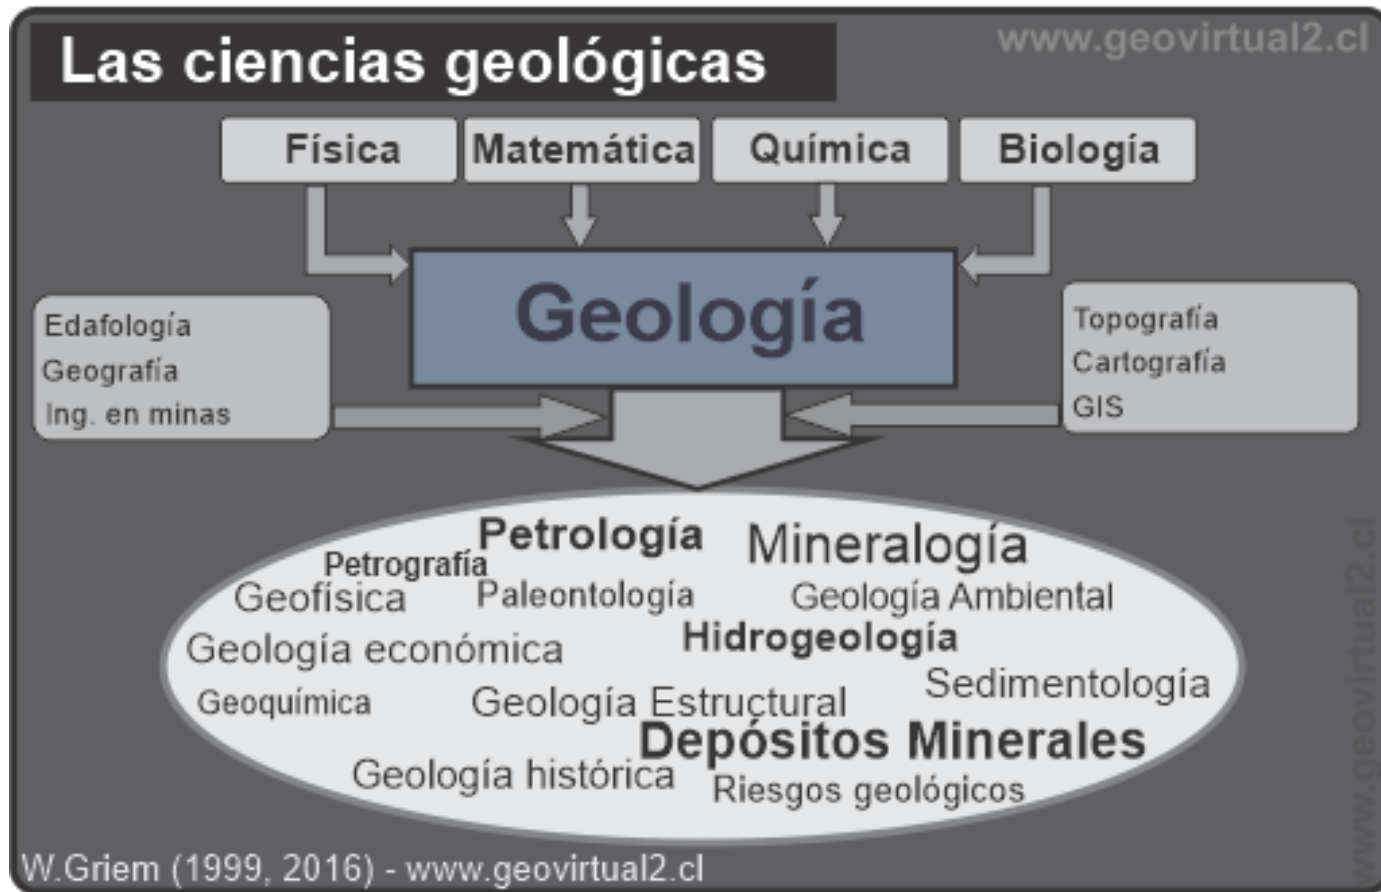 www.geovirtual2.cl
Las ciencias geológicas
Física
Matemática
Química
Biología
Geología
Edafología
Geografía
Ing. en minas
Topografía
Cartografía
GIS
Petrología
Mineralogía
Petrografía
Geofísica
Paleontología
Geología Ambiental
Hidrogeología
Geología económica
Sedimentología
Geoquímica
Geología Estructural
Depósitos Minerales
Geología histórica
Riesgos geológicos
www.geovirtual2.cl
W.Griem (1999, 2016) - www.geovirtual2.cl